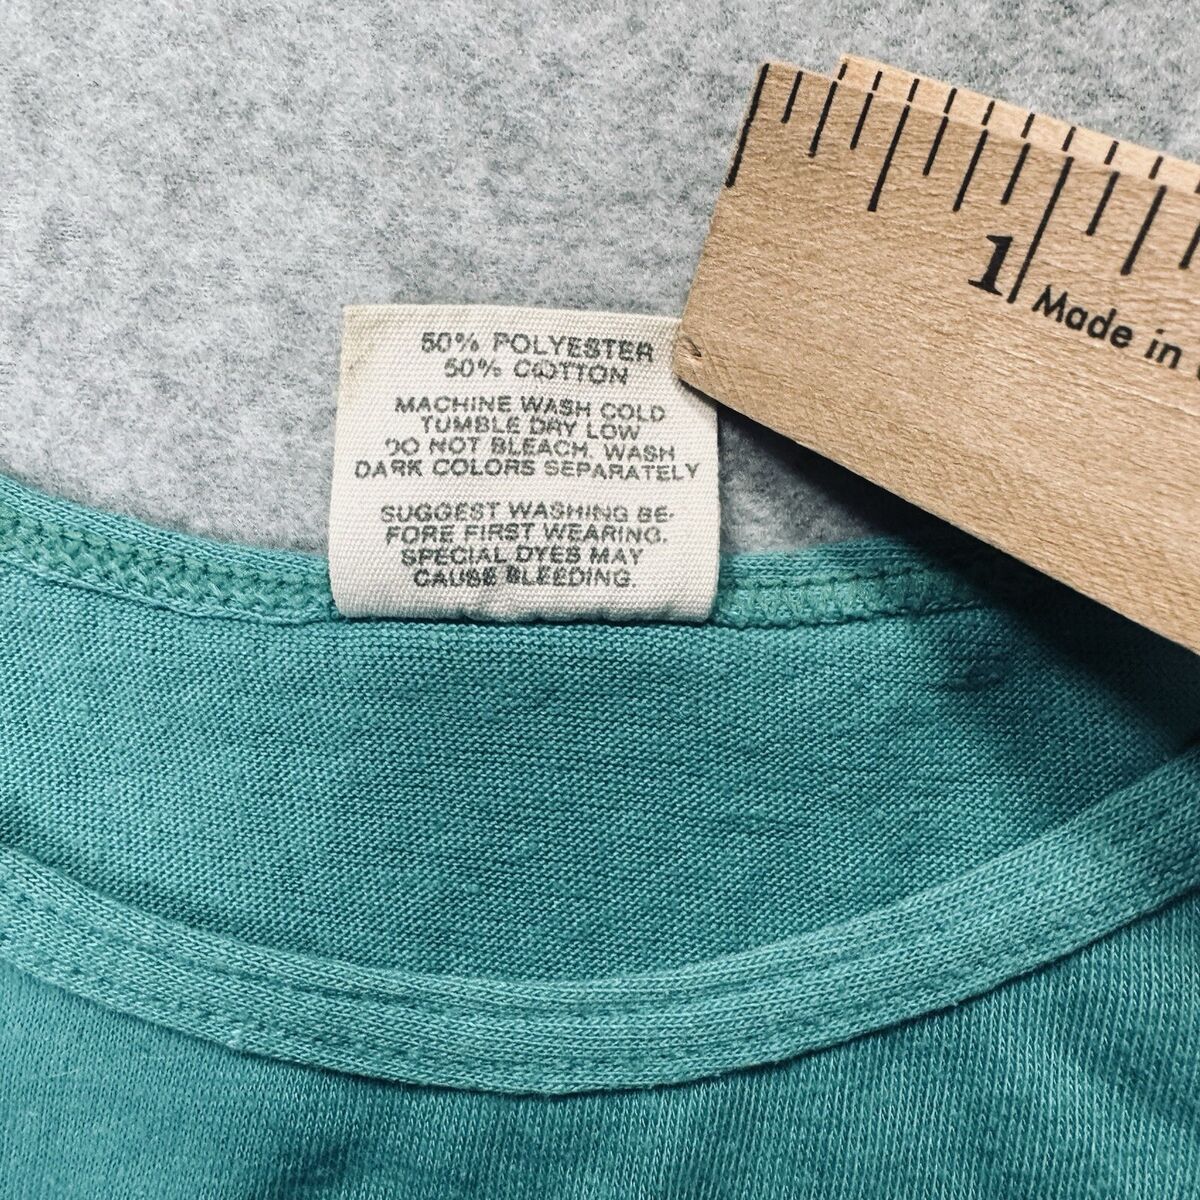 50% POLYESTER
50% COTTON
MACHINE WASH COLD
TUMBLE DRY LOW
DO NOT BLEACH. WASH
DARK COLORS SEPARATELY
SUGGEST WASHING BE-
FORE FIRST WEARING.
SPECIAL DYES MAY
CAUSE BLEEDING.
1
Made in